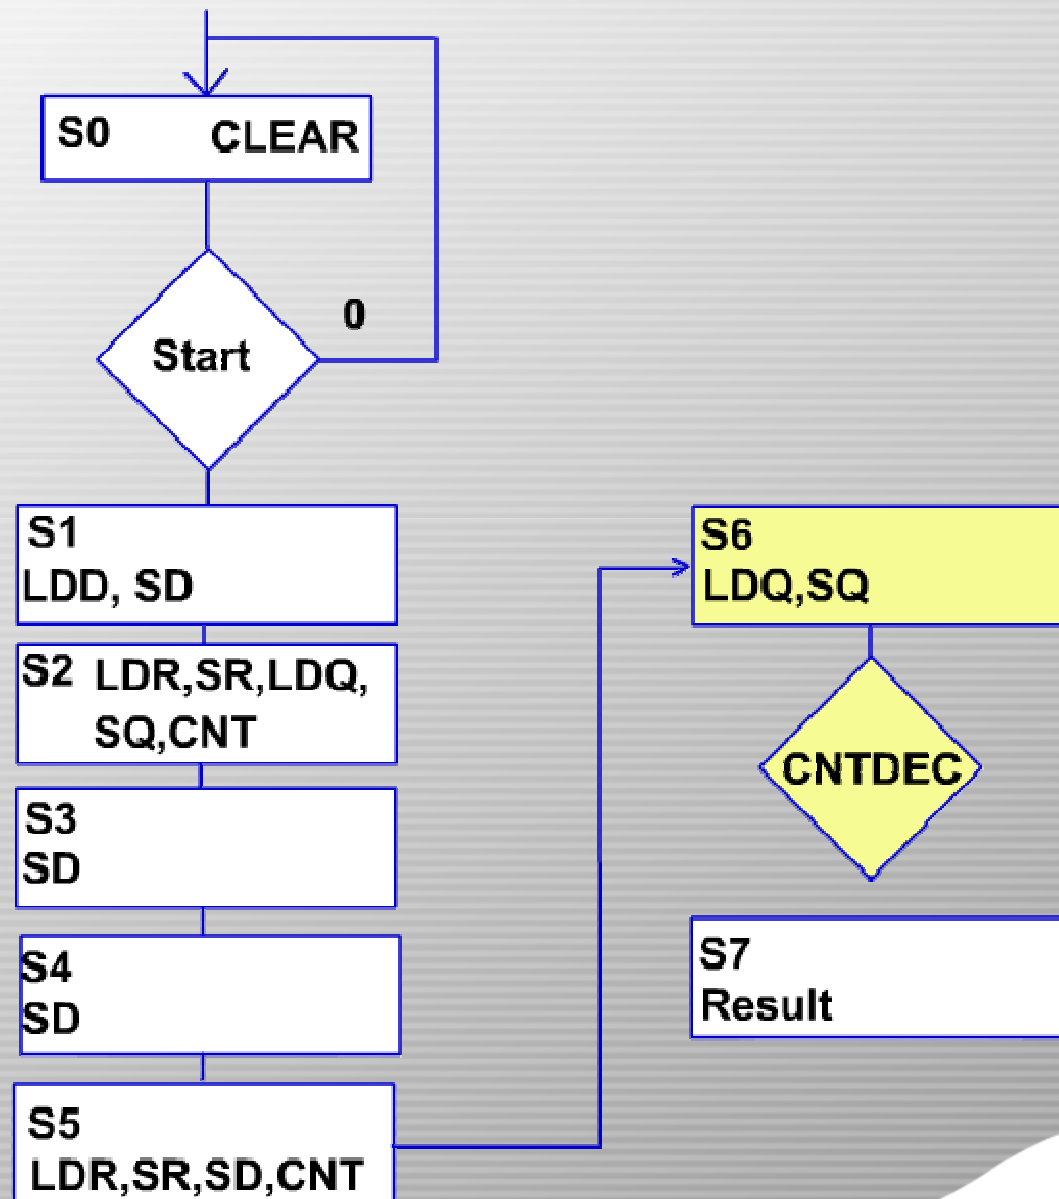 S0 CLEAR
0
Start
S1
LDD, SD
S2 LDR,SR,LDQ,
SQ,CNT
S3
SD
S4
SD
S5
LDR,SR,SD,CNT
S6
LDQ,SQ
CNTDEC
S7
Result